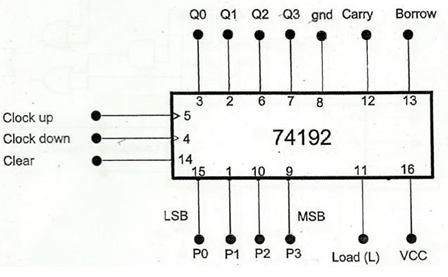 Q0 Q1 Q2 Q3 gnd Carry Borrow
3 2 6 7 8 12 13
Clock up 5
Clock down 4
Clear 14
74192
15 1 10 9 11 16
LSB MSB
P0 P1 P2 P3 Load (L) VCC